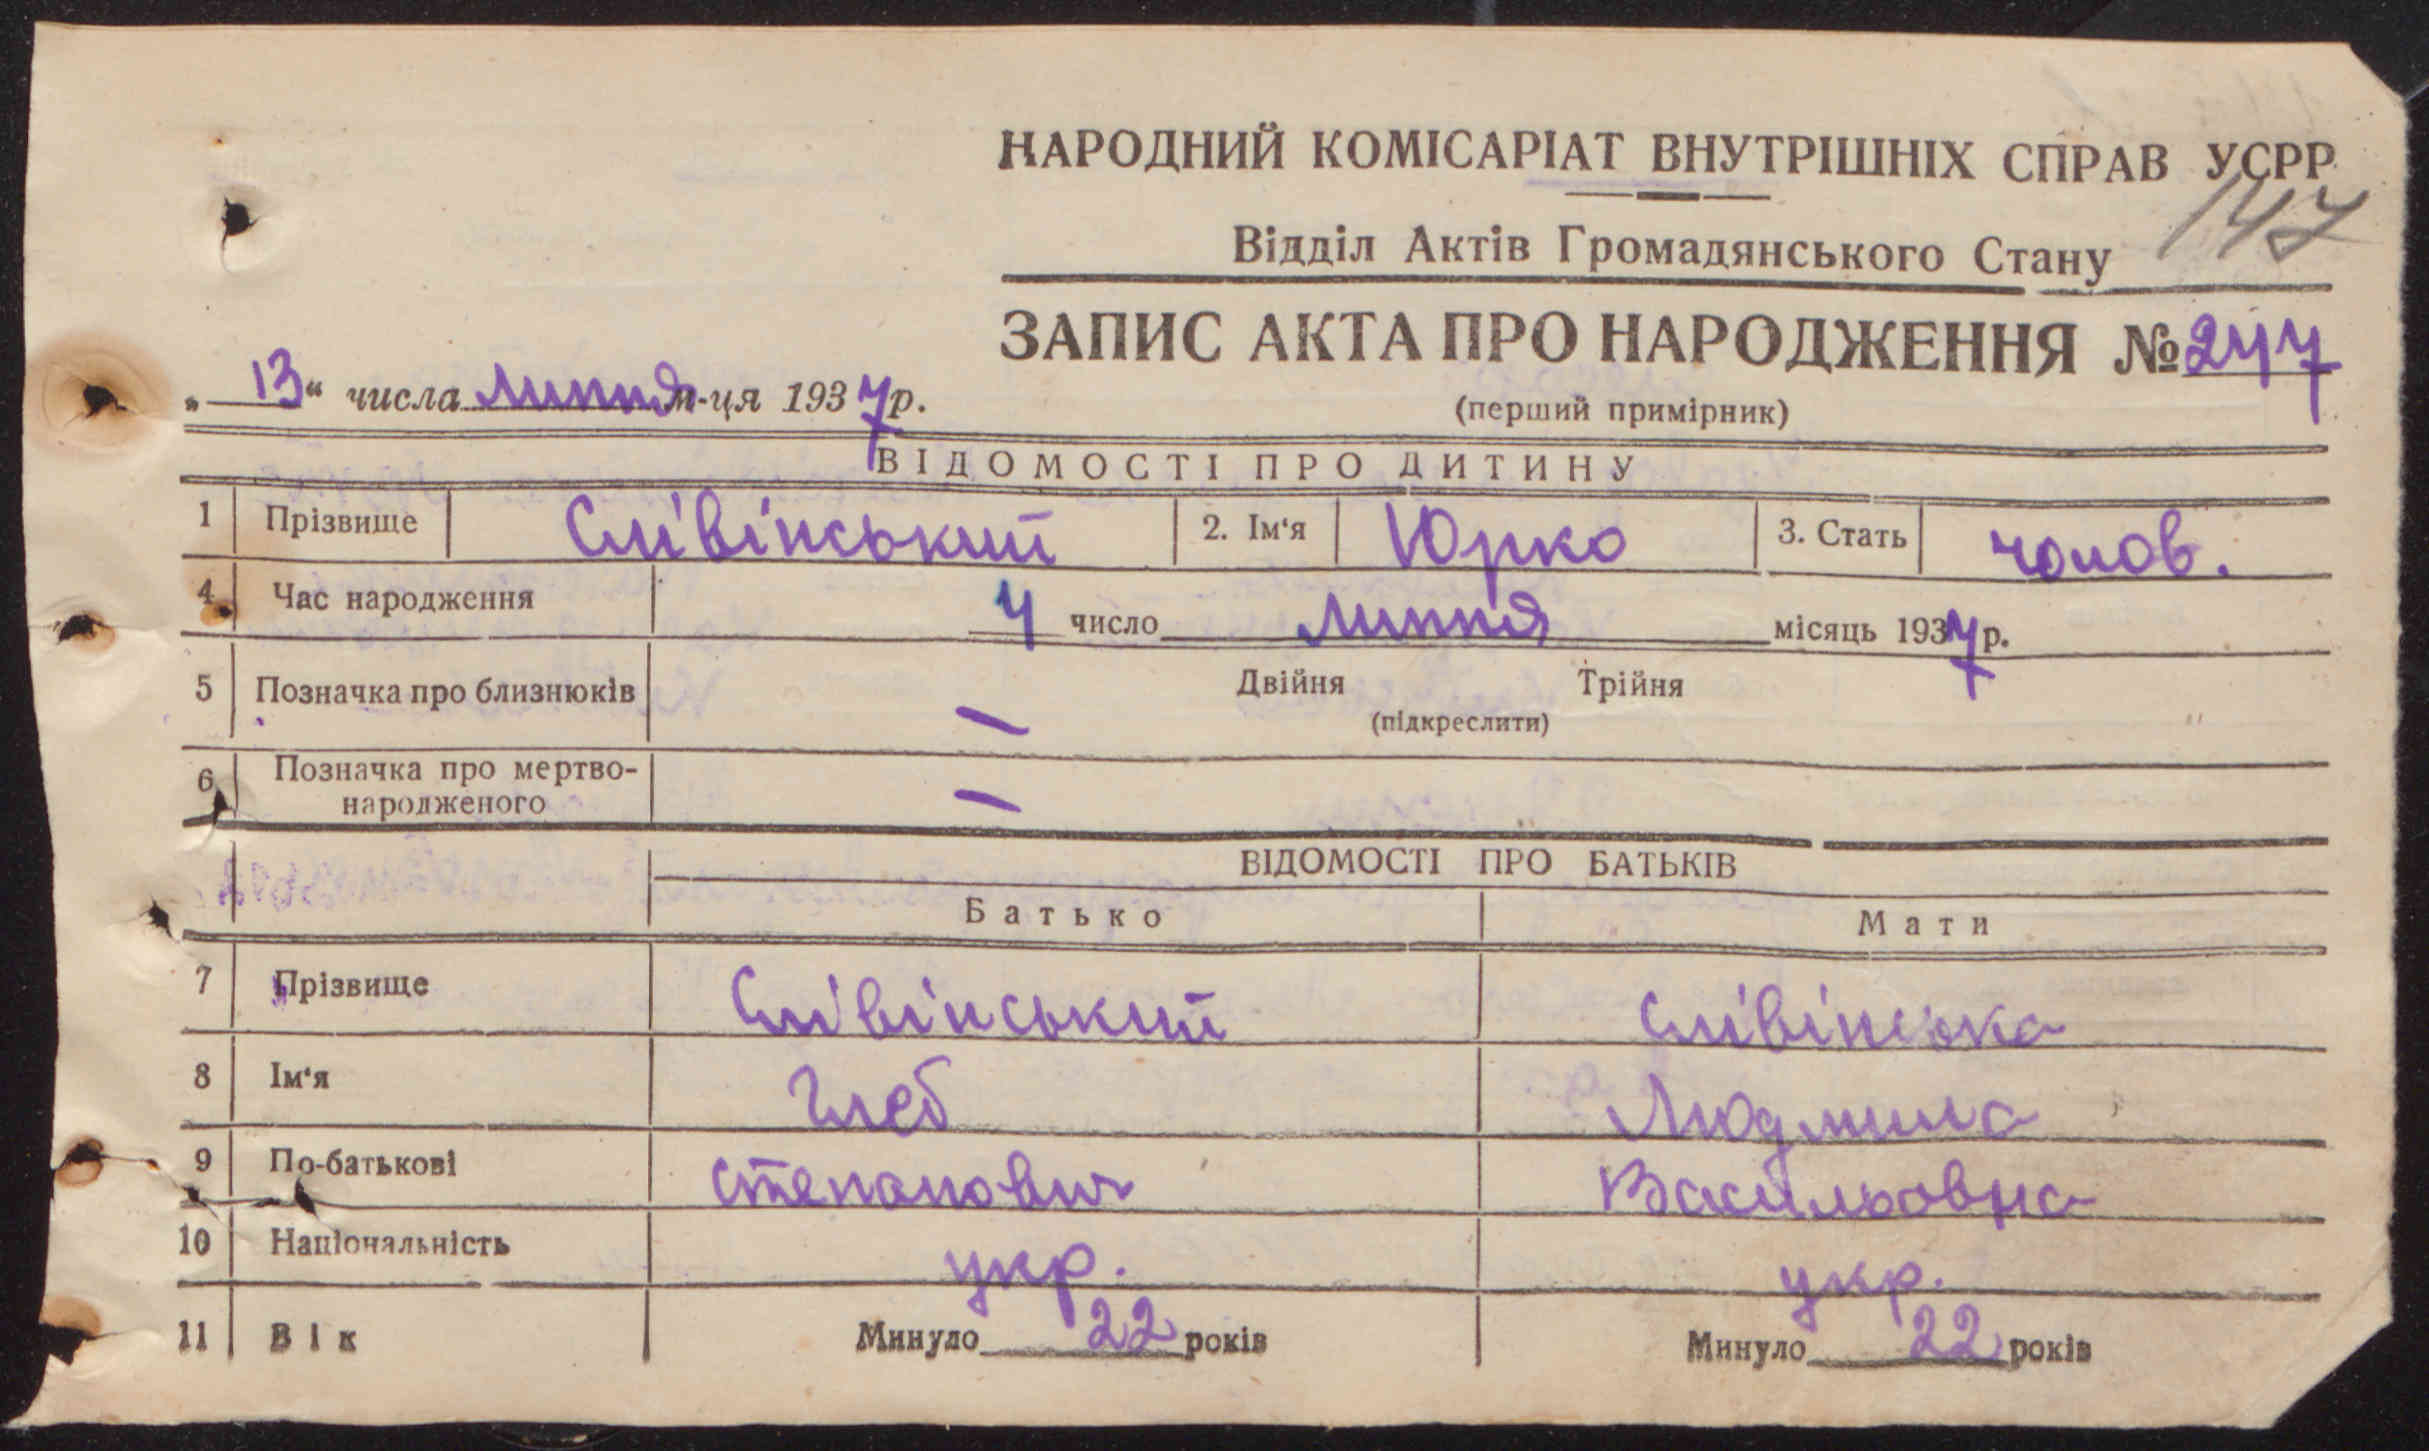 НАРОДНИЙ КОМІСАРІАТ ВНУТРІШНІХ СПРАВ УСРР
147
Відділ Актів Громадянського Стану
ЗАПИС АКТА ПРО НАРОДЖЕННЯ № 247
„ 13 “ числа липня м-ця 1937 р.
(перший примірник)
ВІДОМОСТІ ПРО ДИТИНУ
1 Прізвище Слівінський 2. Ім‘я Юрко 3. Стать чолов.
4 Час народження 4 число липня місяць 1937 р.
5 Позначка про близнюків — Двійня Трійня
(підкреслити)
6 Позначка про мертво-
народженого —
ВІДОМОСТІ ПРО БАТЬКІВ
Батько Мати
7 Прізвище Слівінський Слівінська
8 Ім‘я Глеб Людмила
9 По-батькові Степанович Васильовна
10 Національність укр. укр.
11 Вік Минуло 22 років Минуло 22 років